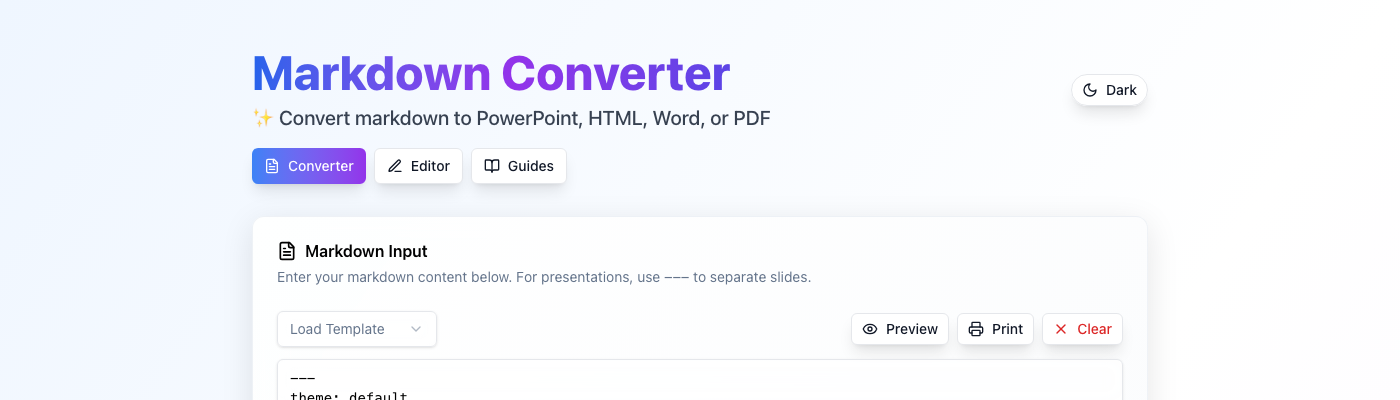 Markdown Converter
✨ Convert markdown to PowerPoint, HTML, Word, or PDF
Dark
Converter
Editor
Guides
Markdown Input
Enter your markdown content below. For presentations, use --- to separate slides.
Load Template
Preview
Print
Clear
---
theme: default